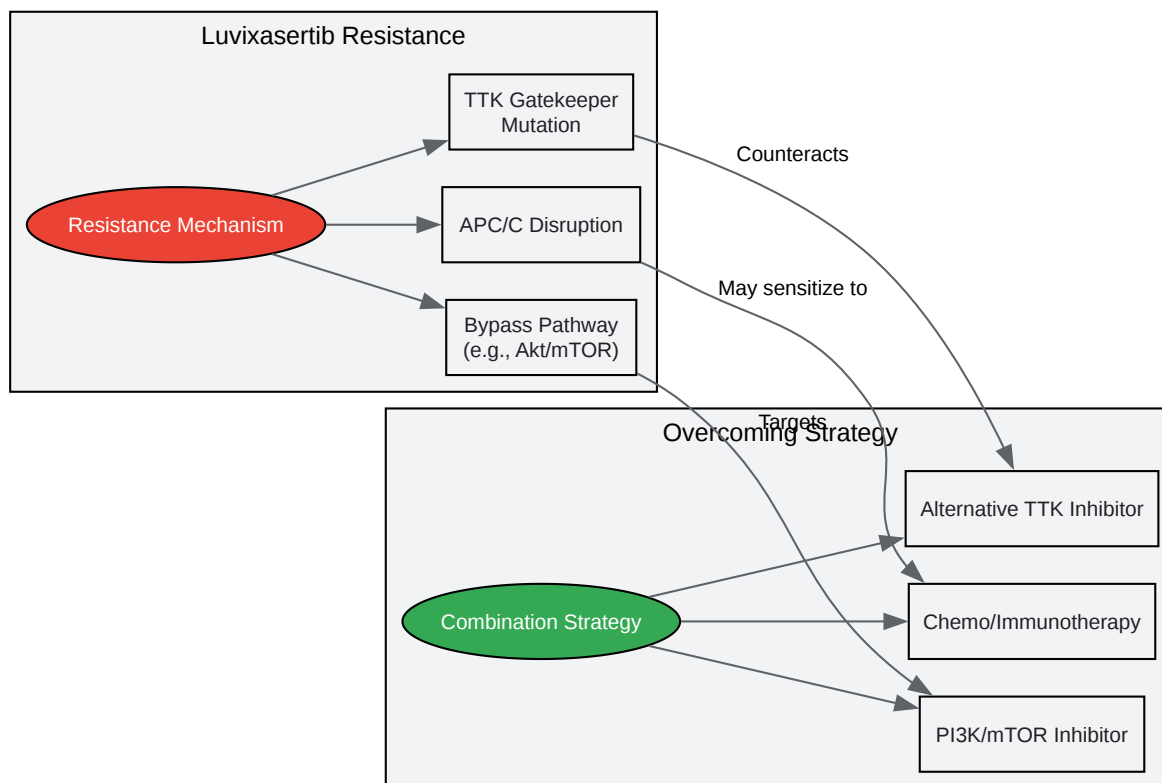 Luvixasertib Resistance
TTK Gatekeeper
Mutation
Counteracts
Resistance Mechanism
APC/C Disruption
May sensitize to
Bypass Pathway
(e.g., Akt/mTOR)
Targets
Overcoming Strategy
Alternative TTK Inhibitor
Combination Strategy
Chemo/Immunotherapy
PI3K/mTOR Inhibitor